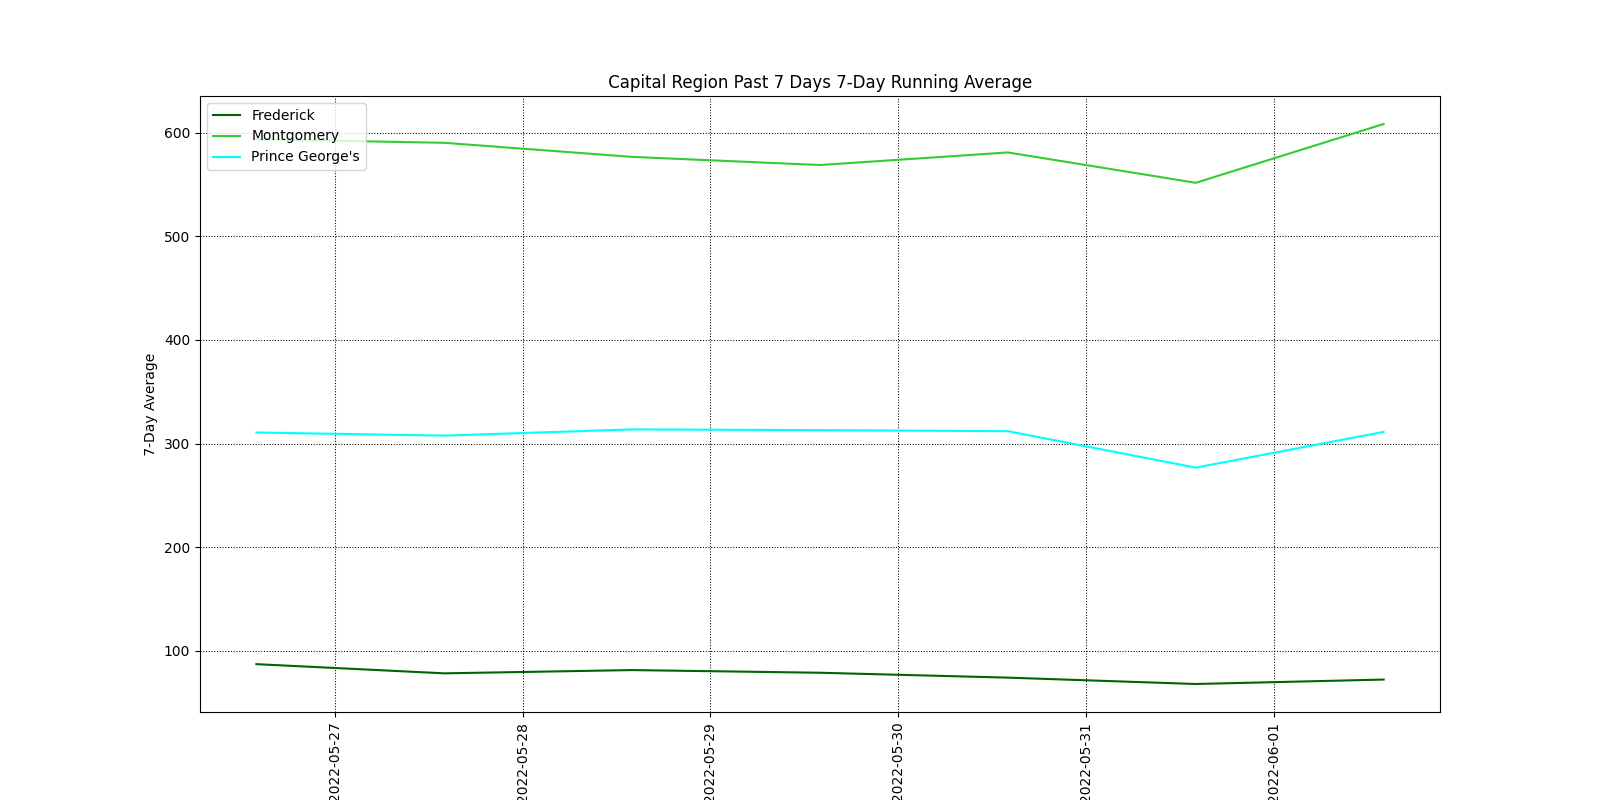 Capital Region Past 7 Days 7-Day Running Average
Frederick
Montgomery
Prince George's
600
500
400
300
200
100
7-Day Average
2022-05-27
2022-05-28
2022-05-29
2022-05-30
2022-05-31
2022-06-01